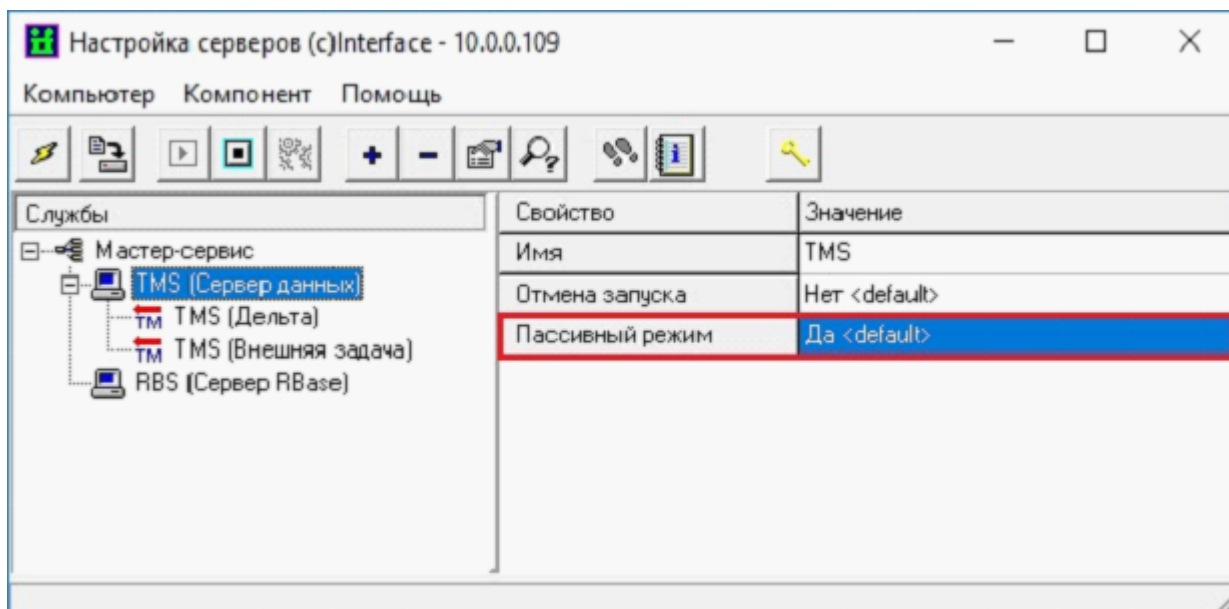 Настройка серверов (c)Interface - 10.0.0.109
Компьютер Компонент Помощь
Службы
Мастер-сервис
TMS (Сервер данных)
TMS (Дельта)
TMS (Внешняя задача)
RBS (Сервер RBase)
Свойство Значение
Имя TMS
Отмена запуска Нет <default>
Пассивный режим Да <default>